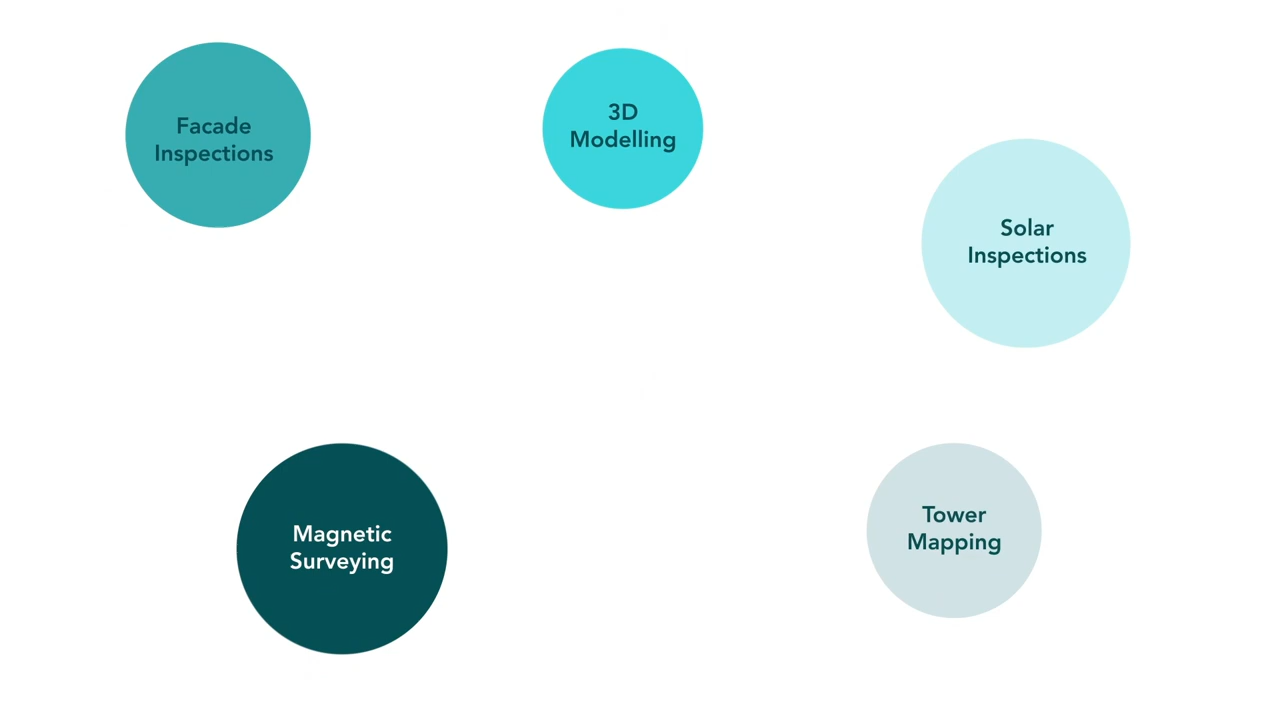 Facade
Inspections
3D
Modelling
Solar
Inspections
Magnetic
Surveying
Tower
Mapping